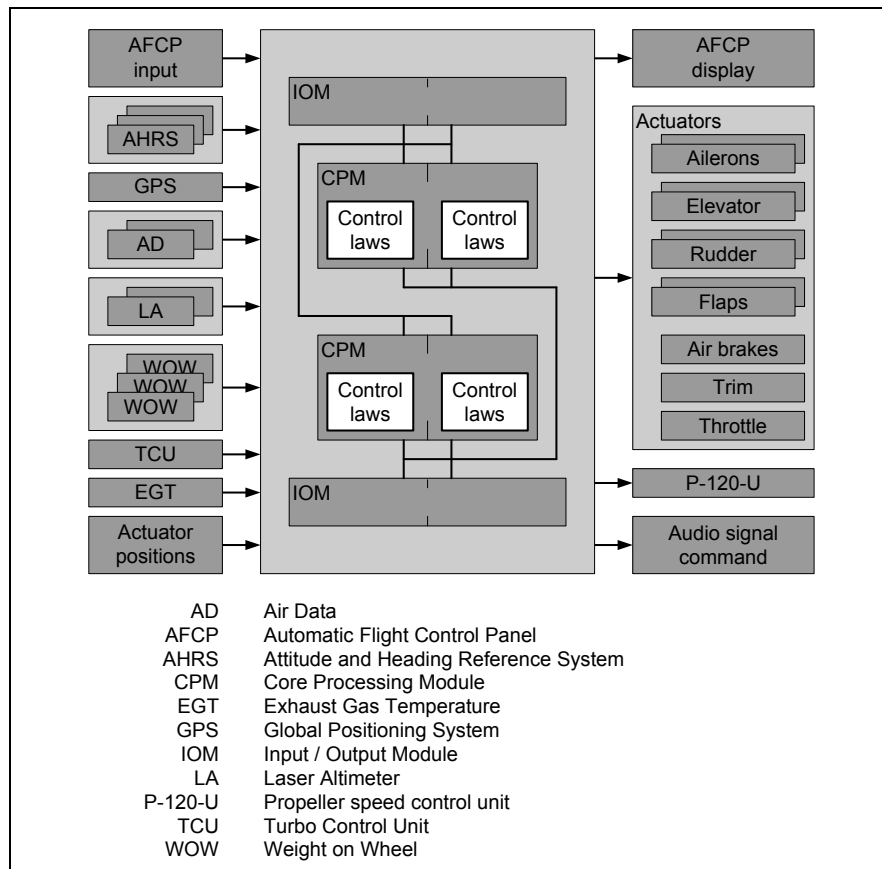 AFCP
input
AHRS
GPS
AD
LA
WOW
WOW
WOW
TCU
EGT
Actuator
positions
IOM
CPM
Control
laws
Control
laws
CPM
Control
laws
Control
laws
IOM
AFCP
display
Actuators
Ailerons
Elevator
Rudder
Flaps
Air brakes
Trim
Throttle
P-120-U
Audio signal
command
AD Air Data
AFCP Automatic Flight Control Panel
AHRS Attitude and Heading Reference System
CPM Core Processing Module
EGT Exhaust Gas Temperature
GPS Global Positioning System
IOM Input / Output Module
LA Laser Altimeter
P-120-U Propeller speed control unit
TCU Turbo Control Unit
WOW Weight on Wheel